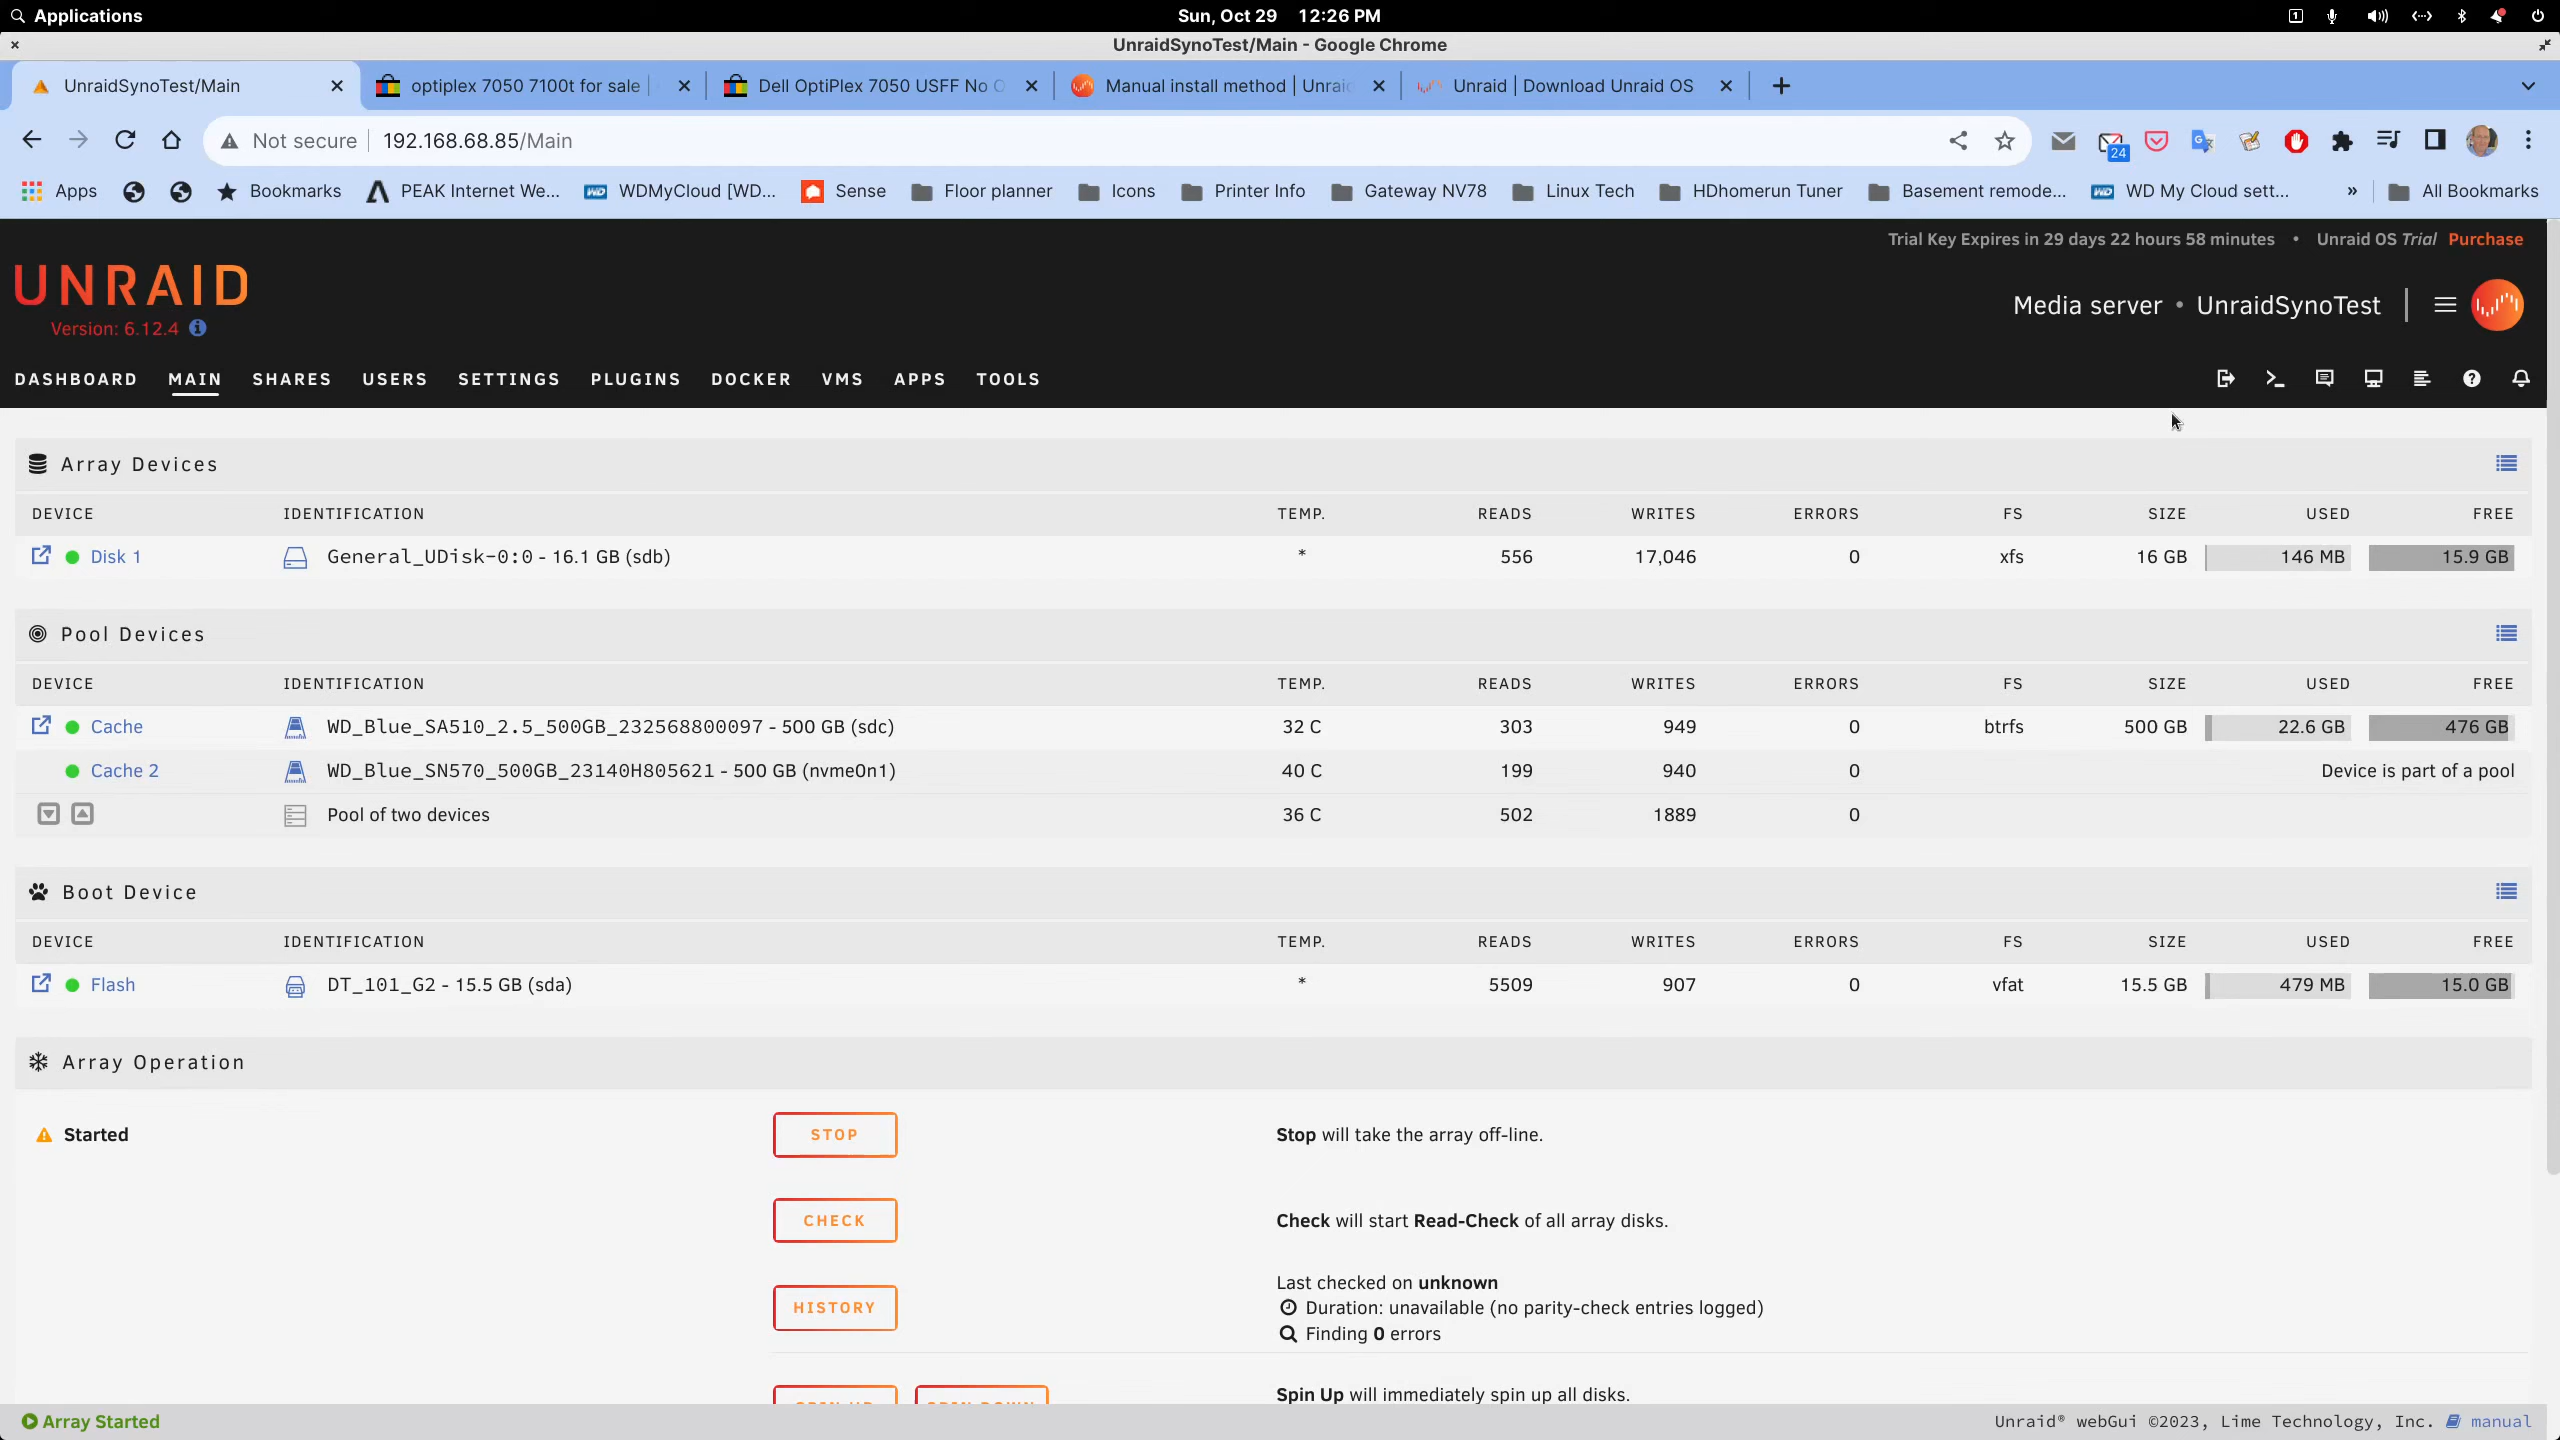 Applications
Sun, Oct 29 12:26 PM
UnraidSynoTest/Main - Google Chrome
UnraidSynoTest/Main
optiplex 7050 7100t for sale |
Dell OptiPlex 7050 USFF No O
Manual install method | Unraid
Unraid | Download Unraid OS
Not secure 192.168.68.85/Main
24
Apps
Bookmarks
PEAK Internet We...
WDMyCloud [WD...
Sense
Floor planner
Icons
Printer Info
Gateway NV78
Linux Tech
HDhomerun Tuner
Basement remode...
WD My Cloud sett...
»
All Bookmarks
Trial Key Expires in 29 days 22 hours 58 minutes • Unraid OS Trial Purchase
UNRAID
Version: 6.12.4
Media server • UnraidSynoTest
DASHBOARD MAIN SHARES USERS SETTINGS PLUGINS DOCKER VMS APPS TOOLS
Array Devices
DEVICE IDENTIFICATION TEMP. READS WRITES ERRORS FS SIZE USED FREE
Disk 1 General_UDisk-0:0 - 16.1 GB (sdb) * 556 17,046 0 xfs 16 GB 146 MB 15.9 GB
Pool Devices
DEVICE IDENTIFICATION TEMP. READS WRITES ERRORS FS SIZE USED FREE
Cache WD_Blue_SA510_2.5_500GB_232568800097 - 500 GB (sdc) 32 C 303 949 0 btrfs 500 GB 22.6 GB 476 GB
Cache 2 WD_Blue_SN570_500GB_23140H805621 - 500 GB (nvme0n1) 40 C 199 940 0 Device is part of a pool
Pool of two devices 36 C 502 1889 0
Boot Device
DEVICE IDENTIFICATION TEMP. READS WRITES ERRORS FS SIZE USED FREE
Flash DT_101_G2 - 15.5 GB (sda) * 5509 907 0 vfat 15.5 GB 479 MB 15.0 GB
Array Operation
Started STOP Stop will take the array off-line.
CHECK Check will start Read-Check of all array disks.
Last checked on unknown
HISTORY Duration: unavailable (no parity-check entries logged)
Finding 0 errors
SPIN UP SPIN DOWN Spin Up will immediately spin up all disks.
Array Started
Unraid® webGui ©2023, Lime Technology, Inc. manual